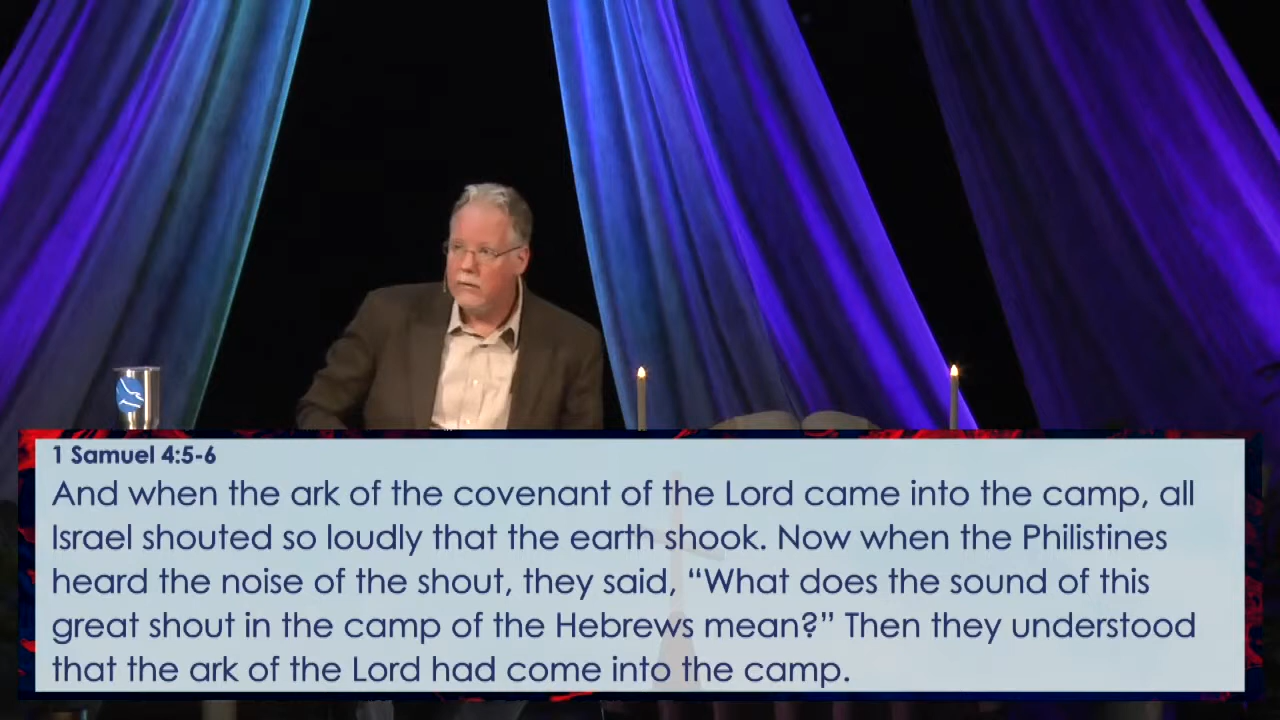 1 Samuel 4:5-6
And when the ark of the covenant of the Lord came into the camp, all
Israel shouted so loudly that the earth shook. Now when the Philistines
heard the noise of the shout, they said, “What does the sound of this
great shout in the camp of the Hebrews mean?” Then they understood
that the ark of the Lord had come into the camp.